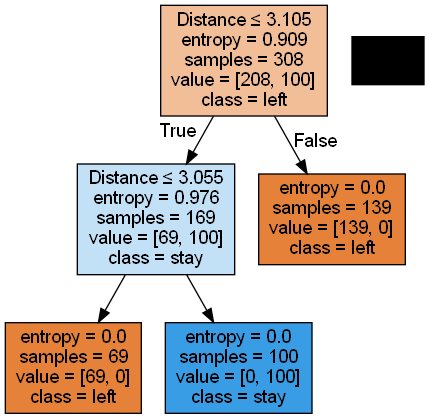 Distance ≤ 3.105
entropy = 0.909
samples = 308
value = [208, 100]
class = left
True
False
Distance ≤ 3.055
entropy = 0.976
samples = 169
value = [69, 100]
class = stay
entropy = 0.0
samples = 139
value = [139, 0]
class = left
entropy = 0.0
samples = 69
value = [69, 0]
class = left
entropy = 0.0
samples = 100
value = [0, 100]
class = stay